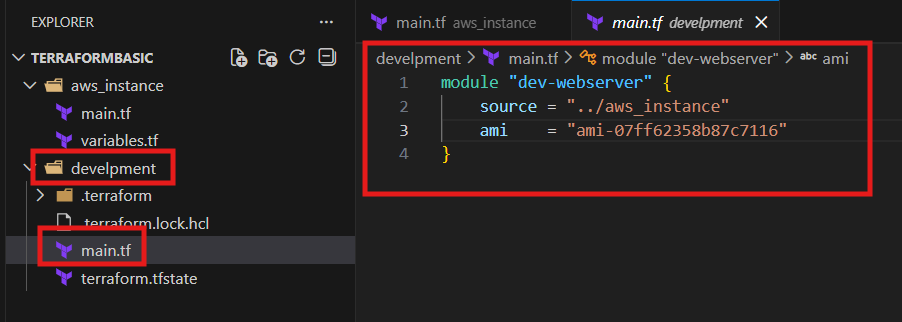 EXPLORER
TERRAFORMBASIC
aws_instance
main.tf
variables.tf
develpment
.terraform
.terraform.lock.hcl
main.tf
terraform.tfstate
main.tf aws_instance
main.tf develpment
develpment > main.tf > module "dev-webserver" > abc ami
1 module "dev-webserver" {
2 source = "../aws_instance"
3 ami = "ami-07ff62358b87c7116"
4 }